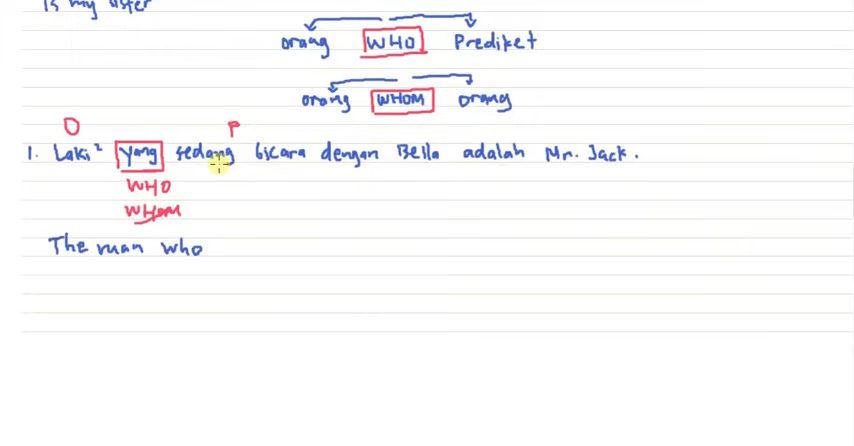 is my sister
orang WHO Prediket
orang WHOM orang
O P
1. Laki² yang sedang bicara dengan Bella adalah Mr. Jack.
WHO
WHOM
The man who